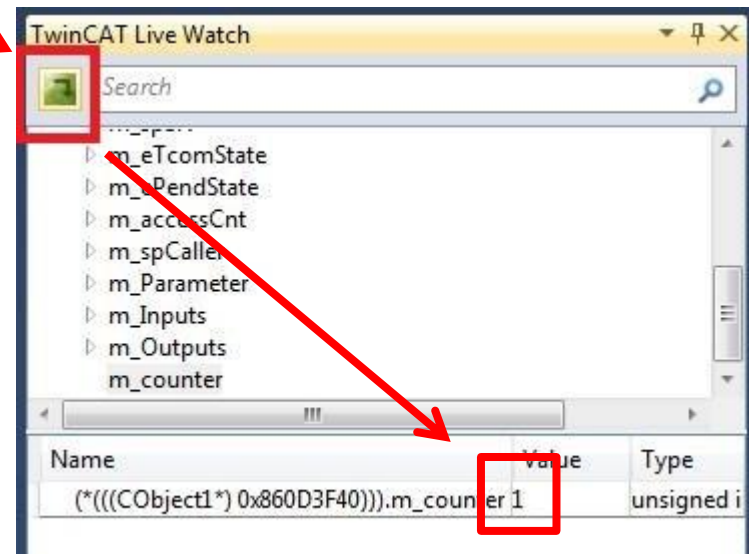 TwinCAT Live Watch
Search
m_eTcomState
m_ePendState
m_accessCnt
m_spCaller
m_Parameter
m_Inputs
m_Outputs
m_counter
Name Value Type
(*(((CObject1*) 0x860D3F40))).m_counter 1 unsigned i